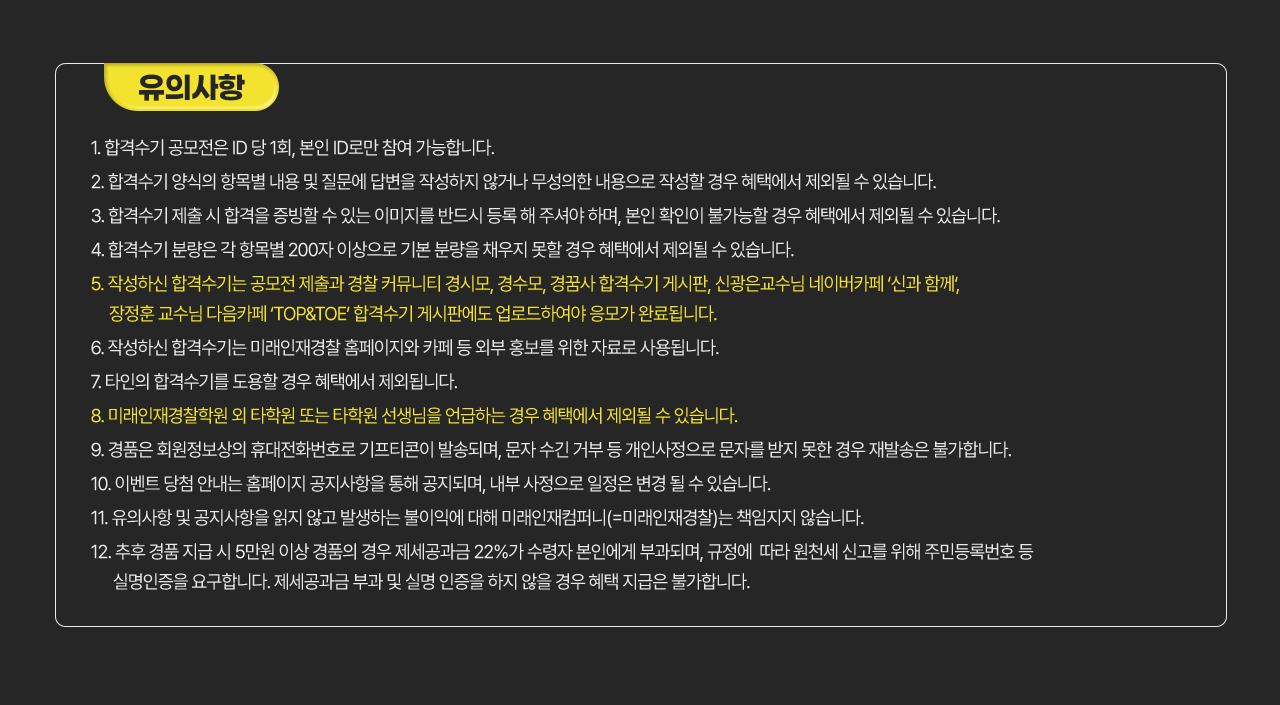 유의사항
1. 합격수기 공모전은 ID 당 1회, 본인 ID로만 참여 가능합니다.
2. 합격수기 양식의 항목별 내용 및 질문에 답변을 작성하지 않거나 무성의한 내용으로 작성할 경우 혜택에서 제외될 수 있습니다.
3. 합격수기 제출 시 합격을 증빙할 수 있는 이미지를 반드시 등록 해 주셔야 하며, 본인 확인이 불가능할 경우 혜택에서 제외될 수 있습니다.
4. 합격수기 분량은 각 항목별 200자 이상으로 기본 분량을 채우지 못할 경우 혜택에서 제외될 수 있습니다.
5. 작성하신 합격수기는 공모전 제출과 경찰 커뮤니티 경시모, 경수모, 경꿈사 합격수기 게시판, 신광은교수님 네이버카페 ‘신과 함께’,
장정훈 교수님 다음카페 ‘TOP&TOE’ 합격수기 게시판에도 업로드하여야 응모가 완료됩니다.
6. 작성하신 합격수기는 미래인재경찰 홈페이지와 카페 등 외부 홍보를 위한 자료로 사용됩니다.
7. 타인의 합격수기를 도용할 경우 혜택에서 제외됩니다.
8. 미래인재경찰학원 외 타학원 또는 타학원 선생님을 언급하는 경우 혜택에서 제외될 수 있습니다.
9. 경품은 회원정보상의 휴대전화번호로 기프티콘이 발송되며, 문자 수긴 거부 등 개인사정으로 문자를 받지 못한 경우 재발송은 불가합니다.
10. 이벤트 당첨 안내는 홈페이지 공지사항을 통해 공지되며, 내부 사정으로 일정은 변경 될 수 있습니다.
11. 유의사항 및 공지사항을 읽지 않고 발생하는 불이익에 대해 미래인재컴퍼니(=미래인재경찰)는 책임지지 않습니다.
12. 추후 경품 지급 시 5만원 이상 경품의 경우 제세공과금 22%가 수령자 본인에게 부과되며, 규정에 따라 원천세 신고를 위해 주민등록번호 등
실명인증을 요구합니다. 제세공과금 부과 및 실명 인증을 하지 않을 경우 혜택 지급은 불가합니다.